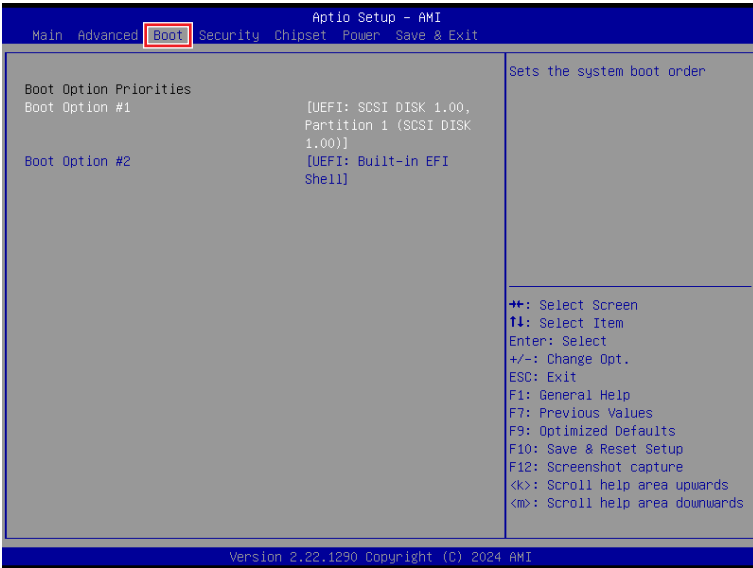 Aptio Setup – AMI
Main Advanced Boot Security Chipset Power Save & Exit
Sets the system boot order
Boot Option Priorities
Boot Option #1 [UEFI: SCSI DISK 1.00,
Partition 1 (SCSI DISK
1.00)]
Boot Option #2 [UEFI: Built-in EFI
Shell]
→←: Select Screen
↑↓: Select Item
Enter: Select
+/-: Change Opt.
ESC: Exit
F1: General Help
F7: Previous Values
F9: Optimized Defaults
F10: Save & Reset Setup
F12: Screenshot capture
<k>: Scroll help area upwards
<m>: Scroll help area downwards
Version 2.22.1290 Copyright (C) 2024 AMI